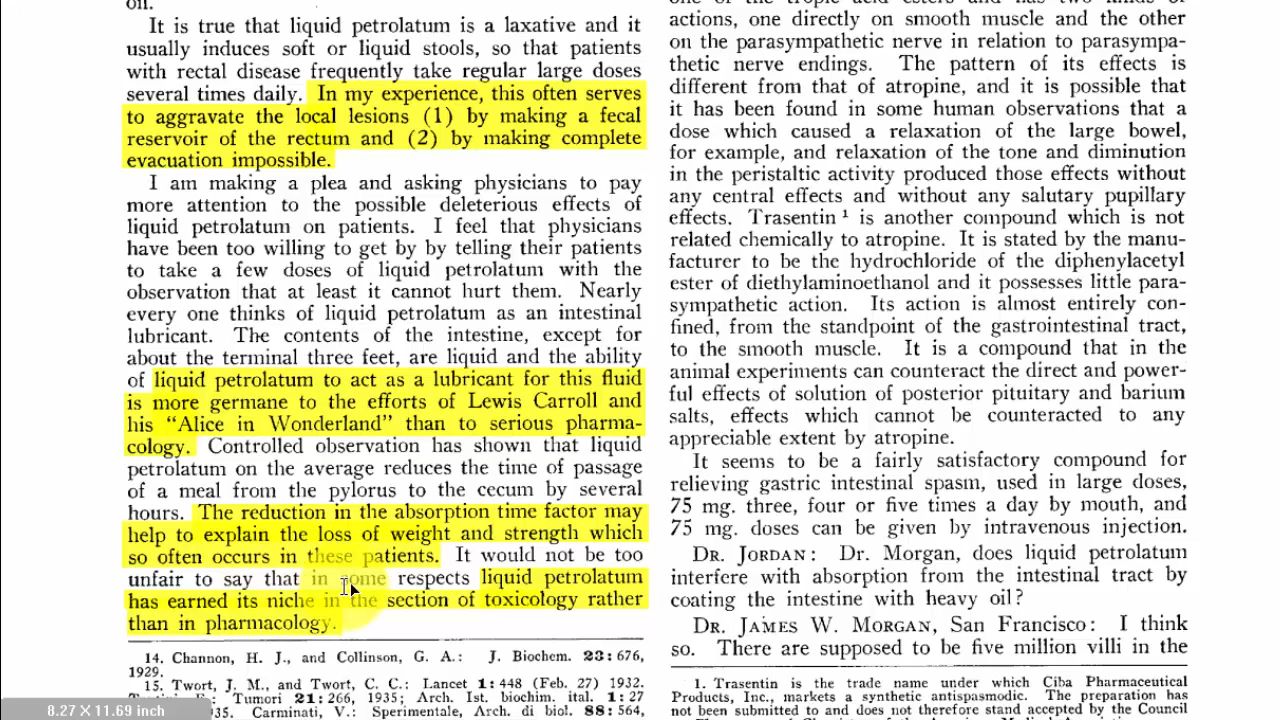 oil.
It is true that liquid petrolatum is a laxative and it
usually induces soft or liquid stools, so that patients
with rectal disease frequently take regular large doses
several times daily. In my experience, this often serves
to aggravate the local lesions (1) by making a fecal
reservoir of the rectum and (2) by making complete
evacuation impossible.
I am making a plea and asking physicians to pay
more attention to the possible deleterious effects of
liquid petrolatum on patients. I feel that physicians
have been too willing to get by by telling their patients
to take a few doses of liquid petrolatum with the
observation that at least it cannot hurt them. Nearly
every one thinks of liquid petrolatum as an intestinal
lubricant. The contents of the intestine, except for
about the terminal three feet, are liquid and the ability
of liquid petrolatum to act as a lubricant for this fluid
is more germane to the efforts of Lewis Carroll and
his "Alice in Wonderland" than to serious pharma-
cology. Controlled observation has shown that liquid
petrolatum on the average reduces the time of passage
of a meal from the pylorus to the cecum by several
hours. The reduction in the absorption time factor may
help to explain the loss of weight and strength which
so often occurs in these patients. It would not be too
unfair to say that in some respects liquid petrolatum
has earned its niche in the section of toxicology rather
than in pharmacology.
14. Channon, H. J., and Collinson, G. A.: J. Biochem. 23: 676,
1929.
15. Twort, J. M., and Twort, C. C.: Lancet 1: 448 (Feb. 27) 1932.
Tumori 21: 266, 1935; Arch. Ist. biochim. ital. 1: 27
Carminati, V.: Sperimentale, Arch. di biol. 88: 564,
8.27 X 11.69 inch
one of the tropic acid esters and has two kinds of
actions, one directly on smooth muscle and the other
on the parasympathetic nerve in relation to parasympa-
thetic nerve endings. The pattern of its effects is
different from that of atropine, and it is possible that
it has been found in some human observations that a
dose which caused a relaxation of the large bowel,
for example, and relaxation of the tone and diminution
in the peristaltic activity produced those effects without
any central effects and without any salutary pupillary
effects. Trasentin ¹ is another compound which is not
related chemically to atropine. It is stated by the manu-
facturer to be the hydrochloride of the diphenylacetyl
ester of diethylaminoethanol and it possesses little para-
sympathetic action. Its action is almost entirely con-
fined, from the standpoint of the gastrointestinal tract,
to the smooth muscle. It is a compound that in the
animal experiments can counteract the direct and power-
ful effects of solution of posterior pituitary and barium
salts, effects which cannot be counteracted to any
appreciable extent by atropine.
It seems to be a fairly satisfactory compound for
relieving gastric intestinal spasm, used in large doses,
75 mg. three, four or five times a day by mouth, and
75 mg. doses can be given by intravenous injection.
DR. JORDAN: Dr. Morgan, does liquid petrolatum
interfere with absorption from the intestinal tract by
coating the intestine with heavy oil?
DR. JAMES W. MORGAN, San Francisco: I think
so. There are supposed to be five million villi in the
1. Trasentin is the trade name under which Ciba Pharmaceutical
Products, Inc., markets a synthetic antispasmodic. The preparation has
not been submitted to and does not therefore stand accepted by the Council